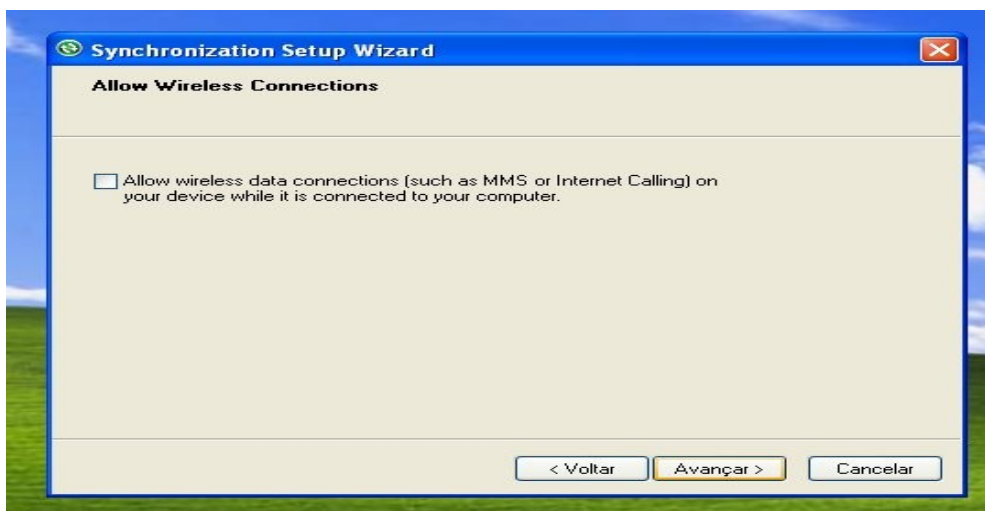 Synchronization Setup Wizard
Allow Wireless Connections
Allow wireless data connections (such as MMS or Internet Calling) on
your device while it is connected to your computer.
< Voltar
Avançar >
Cancelar